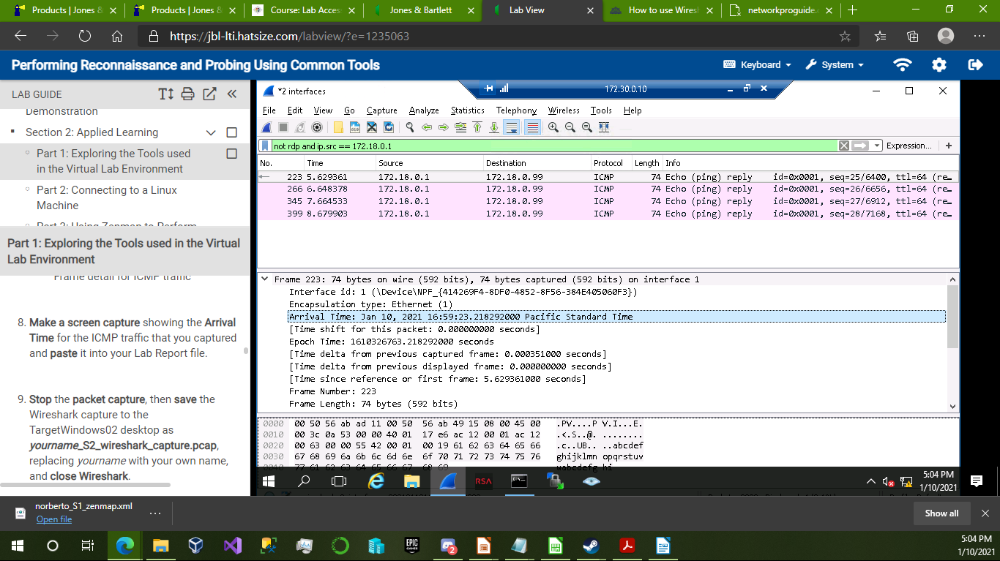 Products | Jones &
Products | Jones &
Course: Lab Acces
Jones & Bartlett
Lab View
How to use Wiresh
networkproguide.c
https://jbl-lti.hatsize.com/labview/?e=1235063
Performing Reconnaissance and Probing Using Common Tools
Keyboard
System
LAB GUIDE
Demonstration
Section 2: Applied Learning
Part 1: Exploring the Tools used
in the Virtual Lab Environment
Part 2: Connecting to a Linux
Machine
Part 3: Using Zenmap to Perform
Part 1: Exploring the Tools used in the Virtual
Lab Environment
Frame detail for ICMP traffic
8. Make a screen capture showing the Arrival
Time for the ICMP traffic that you captured
and paste it into your Lab Report file.
9. Stop the packet capture, then save the
Wireshark capture to the
TargetWindows02 desktop as
yourname_S2_wireshark_capture.pcap,
replacing yourname with your own name,
and close Wireshark.
*2 interfaces
172.30.0.10
File Edit View Go Capture Analyze Statistics Telephony Wireless Tools Help
not rdp and ip.src == 172.18.0.1
Expression...
No. Time Source Destination Protocol Length Info
223 5.629361 172.18.0.1 172.18.0.99 ICMP 74 Echo (ping) reply id=0x0001, seq=25/6400, ttl=64 (re…
266 6.648378 172.18.0.1 172.18.0.99 ICMP 74 Echo (ping) reply id=0x0001, seq=26/6656, ttl=64 (re…
345 7.664533 172.18.0.1 172.18.0.99 ICMP 74 Echo (ping) reply id=0x0001, seq=27/6912, ttl=64 (re…
399 8.679903 172.18.0.1 172.18.0.99 ICMP 74 Echo (ping) reply id=0x0001, seq=28/7168, ttl=64 (re…
Frame 223: 74 bytes on wire (592 bits), 74 bytes captured (592 bits) on interface 1
Interface id: 1 (\Device\NPF_{414269F4-8DF0-4852-8F56-384E405060F3})
Encapsulation type: Ethernet (1)
Arrival Time: Jan 10, 2021 16:59:23.218292000 Pacific Standard Time
[Time shift for this packet: 0.000000000 seconds]
Epoch Time: 1610326763.218292000 seconds
[Time delta from previous captured frame: 0.000351000 seconds]
[Time delta from previous displayed frame: 0.000000000 seconds]
[Time since reference or first frame: 5.629361000 seconds]
Frame Number: 223
Frame Length: 74 bytes (592 bits)
0000 00 50 56 ab ad 11 00 50 56 ab 49 15 08 00 45 00 .PV....P V.I...E.
0010 00 3c 0a 53 00 00 40 01 17 e6 ac 12 00 01 ac 12 .<.S..@. ........
0020 00 63 00 00 55 42 00 01 00 19 61 62 63 64 65 66 .c..UB.. ..abcdef
0030 67 68 69 6a 6b 6c 6d 6e 6f 70 71 72 73 74 75 76 ghijklmn opqrstuv
0040 77 61 62 63 64 65 66 67 68 69 wabcdefg hi
RSA
5:04 PM
1/10/2021
norberto_S1_zenmap.xml
Open file
Show all
EPIC
GAMES
2
5:04 PM
1/10/2021